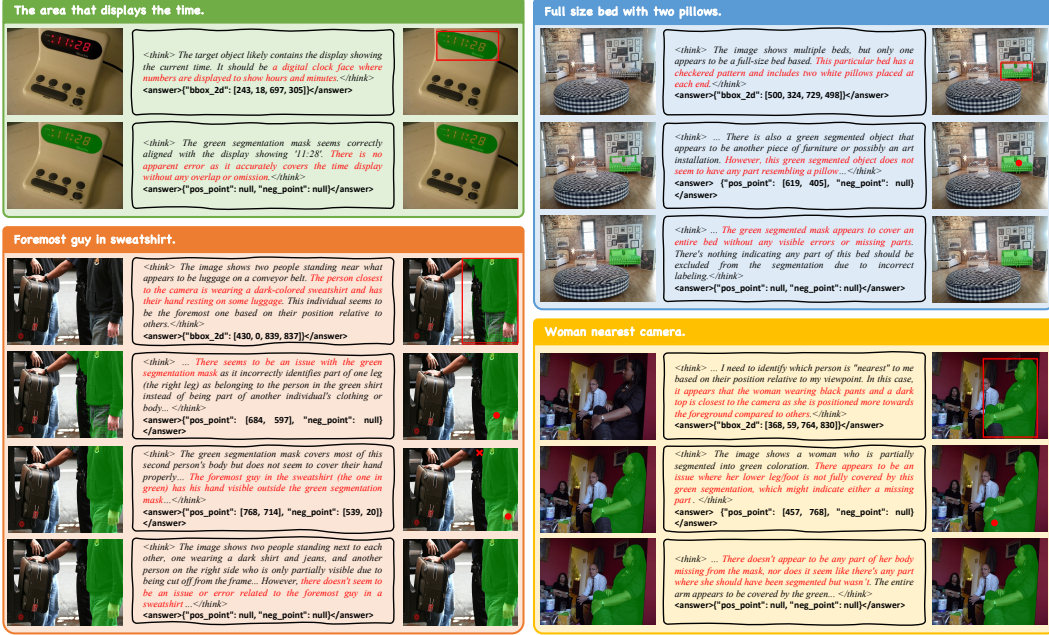 The area that displays the time.
11:28
<think> The target object likely contains the display showing
the current time. It should be a digital clock face where
numbers are displayed to show hours and minutes.</think>
<answer>{"bbox_2d": [243, 18, 697, 305]}</answer>
11:28
11:28
<think> The green segmentation mask seems correctly
aligned with the display showing '11:28'. There is no
apparent error as it accurately covers the time display
without any overlap or omission.</think>
<answer>{"pos_point": null, "neg_point": null}</answer>
11:28
Foremost guy in sweatshirt.
<think> The image shows two people standing near what
appears to be luggage on a conveyor belt. The person closest
to the camera is wearing a dark-colored sweatshirt and has
their hand resting on some luggage. This individual seems to
be the foremost one based on their position relative to
others.</think>
<answer>{"bbox_2d": [430, 0, 839, 837]}</answer>
<think> ... There seems to be an issue with the green
segmentation mask as it incorrectly identifies part of one leg
(the right leg) as belonging to the person in the green shirt
instead of being part of another individual's clothing or
body... </think>
<answer> {"pos_point": [684, 597], "neg_point": null}
</answer>
<think> The green segmentation mask covers most of this
second person's body but does not seem to cover their hand
properly... The foremost guy in the sweatshirt (the one in
green) has his hand visible outside the green segmentation
mask...</think>
<answer>{"pos_point": [768, 714], "neg_point": [539, 20]}
</answer>
<think> The image shows two people standing next to each
other, one wearing a dark shirt and jeans, and another
person on the right side who is only partially visible due to
being cut off from the frame... However, there doesn't seem to
be an issue or error related to the foremost guy in a
sweatshirt ...</think>
<answer>{"pos_point": null, "neg_point": null}</answer>
Full size bed with two pillows.
<think> The image shows multiple beds, but only one
appears to be a full-size bed based. This particular bed has a
checkered pattern and includes two white pillows placed at
each end.</think>
<answer>{"bbox_2d": [500, 324, 729, 498]}</answer>
<think> ... There is also a green segmented object that
appears to be another piece of furniture or possibly an art
installation. However, this green segmented object does not
seem to have any part resembling a pillow...</think>
<answer> {"pos_point": [619, 405], "neg_point": null}
</answer>
<think> ... The green segmented mask appears to cover an
entire bed without any visible errors or missing parts.
There's nothing indicating any part of this bed should be
excluded from the segmentation due to incorrect
labeling.</think>
<answer>{"pos_point": null, "neg_point": null}</answer>
Woman nearest camera.
<think> ... I need to identify which person is "nearest" to me
based on their position relative to my viewpoint. In this case,
it appears that the woman wearing black pants and a dark
top is closest to the camera as she is positioned more towards
the foreground compared to others.</think>
<answer>{"bbox_2d": [368, 59, 764, 830]}</answer>
<think> The image shows a woman who is partially
segmented into green coloration. There appears to be an
issue where her lower leg/foot is not fully covered by this
green segmentation, which might indicate either a missing
part . </think>
<answer> {"pos_point": [457, 768], "neg_point": null}
</answer>
<think> ... There doesn't appear to be any part of her body
missing from the mask, nor does it seem like there's any part
where she should have been segmented but wasn't. The entire
arm appears to be covered by the green... </think>
<answer>{"pos_point": null, "neg_point": null}</answer>